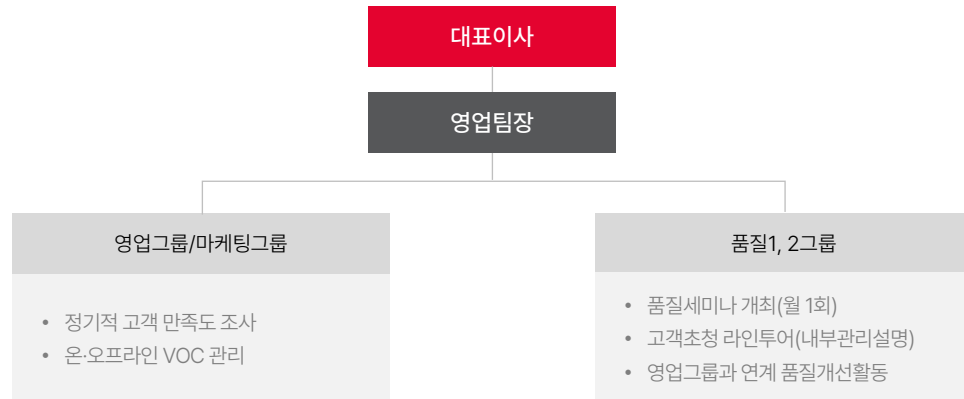 대표이사
영업팀장
영업그룹/마케팅그룹
• 정기적 고객 만족도 조사
• 온·오프라인 VOC 관리
품질1, 2그룹
• 품질세미나 개최(월 1회)
• 고객초청 라인투어(내부관리설명)
• 영업그룹과 연계 품질개선활동